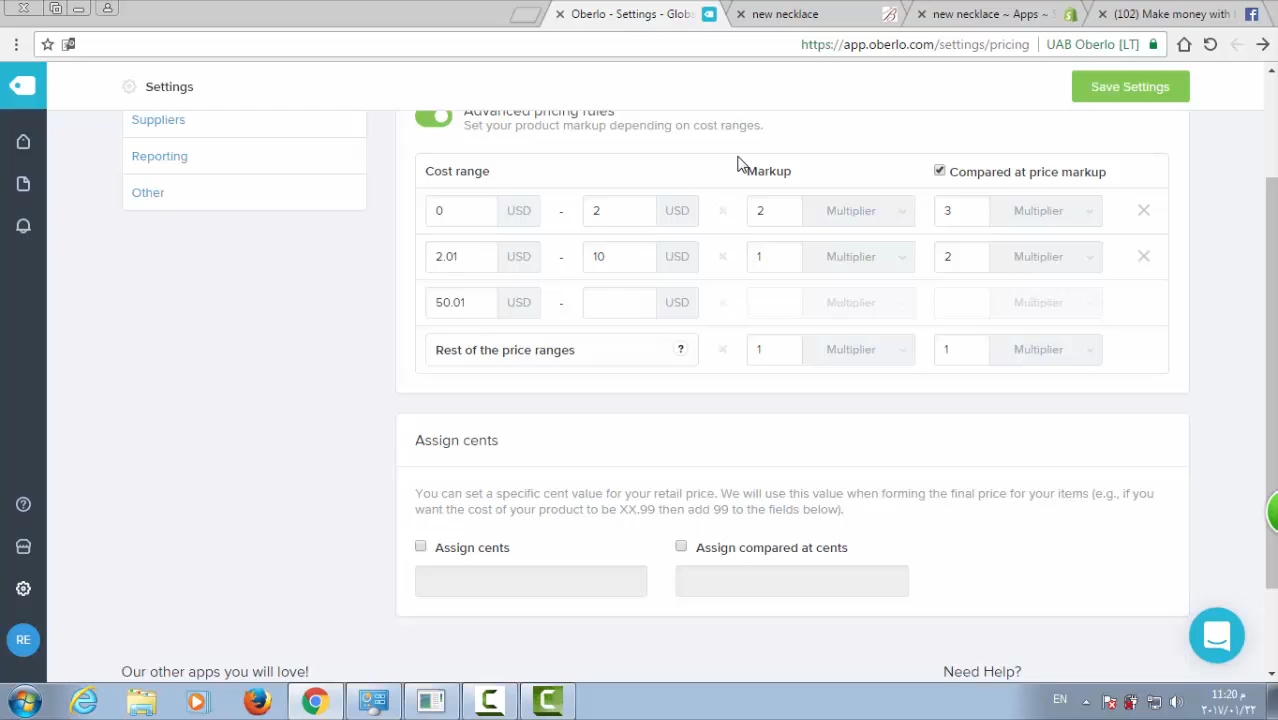 Oberlo - Settings - Globa
new necklace
new necklace ~ Apps ~ S
(102) Make money with
https://app.oberlo.com/settings/pricing
UAB Oberlo [LT]
Settings
Save Settings
Suppliers
Reporting
Other
Advanced pricing rules
Set your product markup depending on cost ranges.
Cost range Markup Compared at price markup
0 USD - 2 USD 2 Multiplier 3 Multiplier
2.01 USD - 10 USD 1 Multiplier 2 Multiplier
50.01 USD - USD Multiplier Multiplier
Rest of the price ranges ? 1 Multiplier 1 Multiplier
Assign cents
You can set a specific cent value for your retail price. We will use this value when forming the final price for your items (e.g., if you
want the cost of your product to be XX.99 then add 99 to the fields below).
Assign cents Assign compared at cents
RE
Our other apps you will love! Need Help?
EN
11:20 م
٢٠١٧/٠١/٢٢